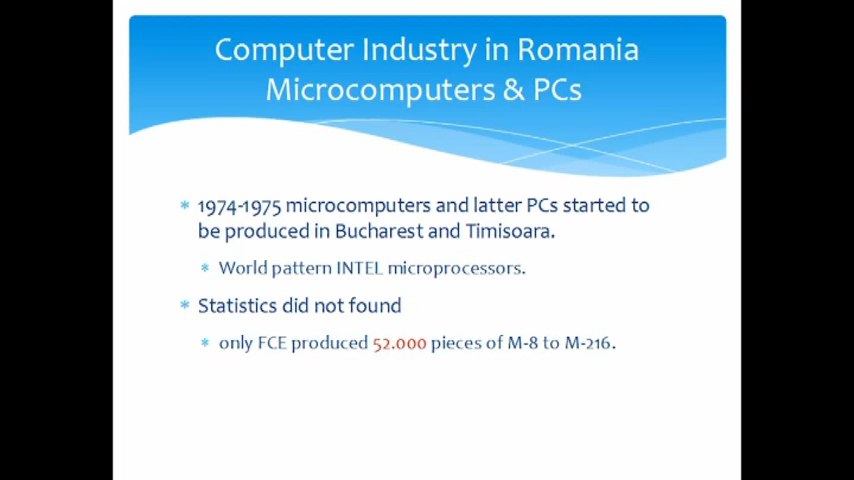 Computer Industry in Romania
Microcomputers & PCs
* 1974-1975 microcomputers and latter PCs started to
be produced in Bucharest and Timisoara.
* World pattern INTEL microprocessors.
* Statistics did not found
* only FCE produced 52.000 pieces of M-8 to M-216.